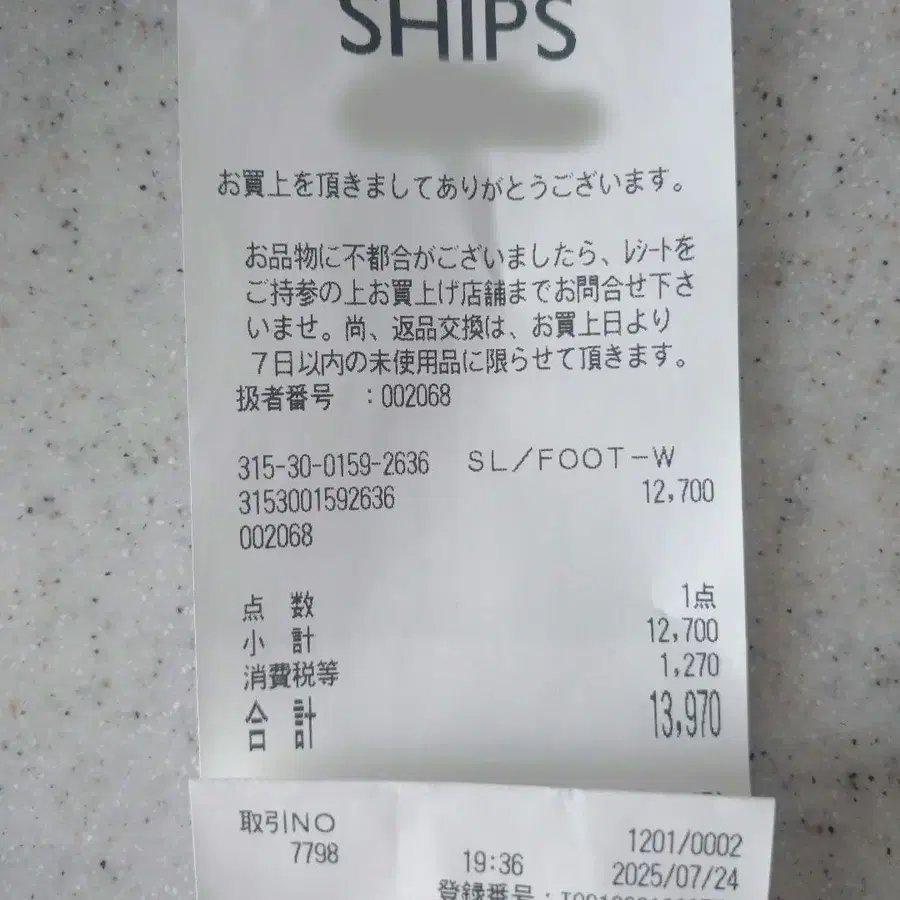 SHIPS
お買上を頂きましてありがとうございます。
お品物に不都合がございましたら、ﾚｼｰﾄを
ご持参の上お買上げ店舗までお問合せ下さ
いませ。尚、返品交換は、お買上日より
７日以内の未使用品に限らせて頂きます。
扱者番号 :002068
315-30-0159-2636 ＳＬ／ＦＯＯＴ－Ｗ
3153001592636 12,700
002068
点 数 1点
小 計 12,700
消費税等 1,270
合 計 13,970
取引ＮＯ 1201/0002
7798 19:36 2025/07/24
登録番号: